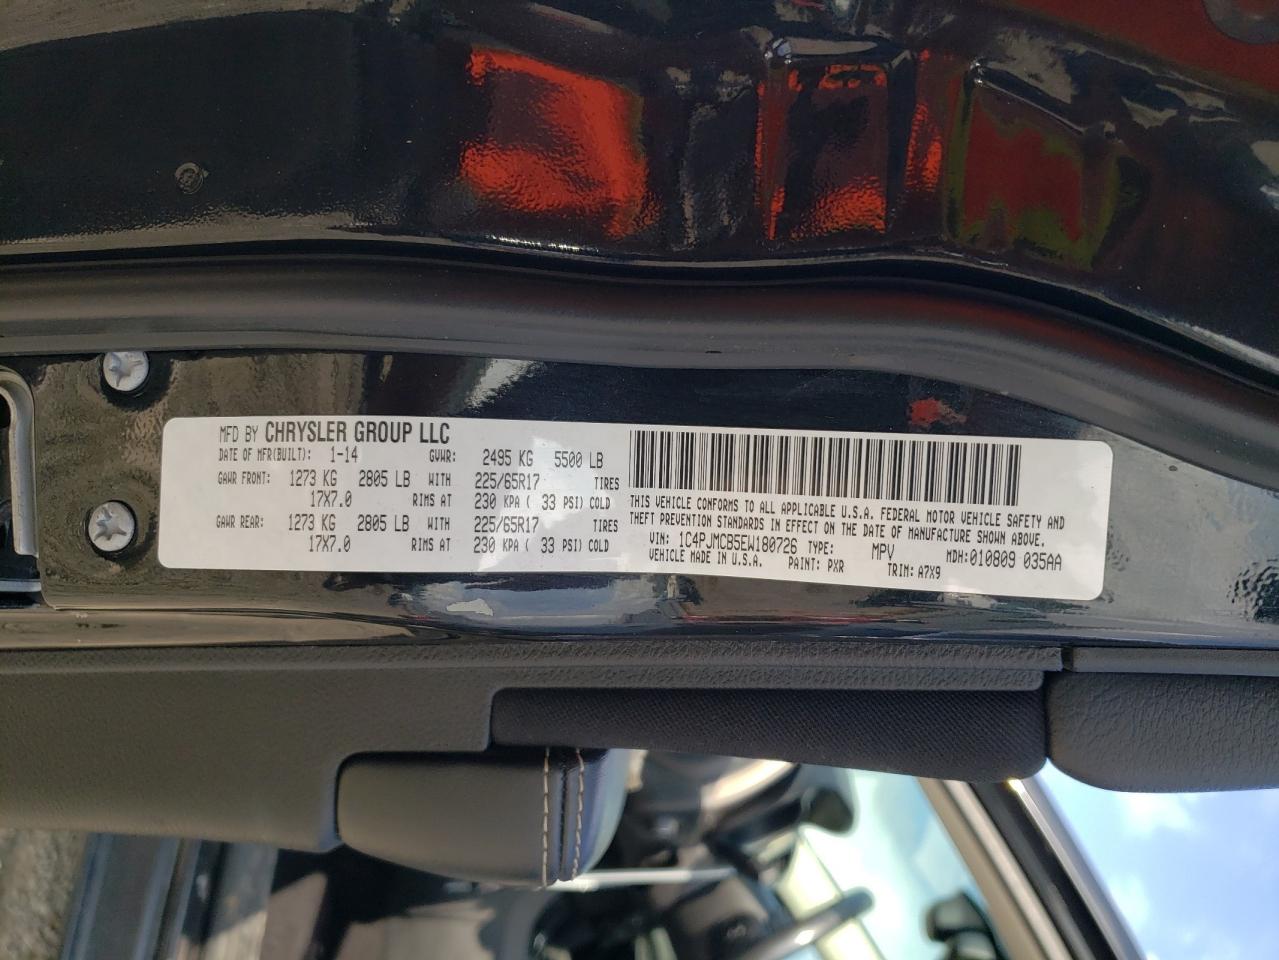 MFD BY CHRYSLER GROUP LLC
DATE OF MFR(BUILT): 1-14 GVWR: 2495 KG 5500 LB
GAWR FRONT: 1273 KG 2805 LB WITH 225/65R17 TIRES
17X7.0 RIMS AT 230 KPA ( 33 PSI) COLD
GAWR REAR: 1273 KG 2805 LB WITH 225/65R17 TIRES
17X7.0 RIMS AT 230 KPA ( 33 PSI) COLD
THIS VEHICLE CONFORMS TO ALL APPLICABLE U.S.A. FEDERAL MOTOR VEHICLE SAFETY AND
THEFT PREVENTION STANDARDS IN EFFECT ON THE DATE OF MANUFACTURE SHOWN ABOVE.
VIN: 1C4PJMCB5EW180726 TYPE: MPV MDH: 010809 035AA
VEHICLE MADE IN U.S.A. PAINT: PXR TRIM: A7X9